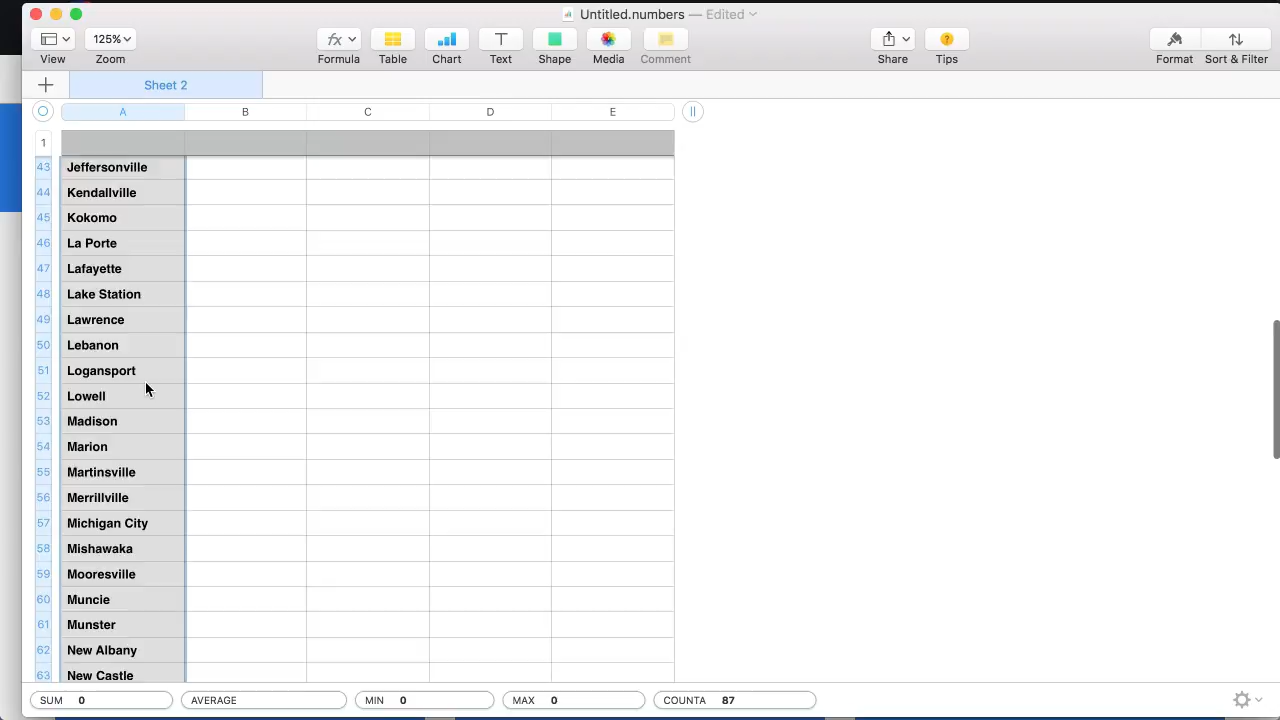 Untitled.numbers — Edited
125%
View Zoom Formula Table Chart Text Shape Media Comment Share Tips Format Sort & Filter
Sheet 2
A B C D E
1
43 Jeffersonville
44 Kendallville
45 Kokomo
46 La Porte
47 Lafayette
48 Lake Station
49 Lawrence
50 Lebanon
51 Logansport
52 Lowell
53 Madison
54 Marion
55 Martinsville
56 Merrillville
57 Michigan City
58 Mishawaka
59 Mooresville
60 Muncie
61 Munster
62 New Albany
63 New Castle
SUM 0 AVERAGE MIN 0 MAX 0 COUNTA 87